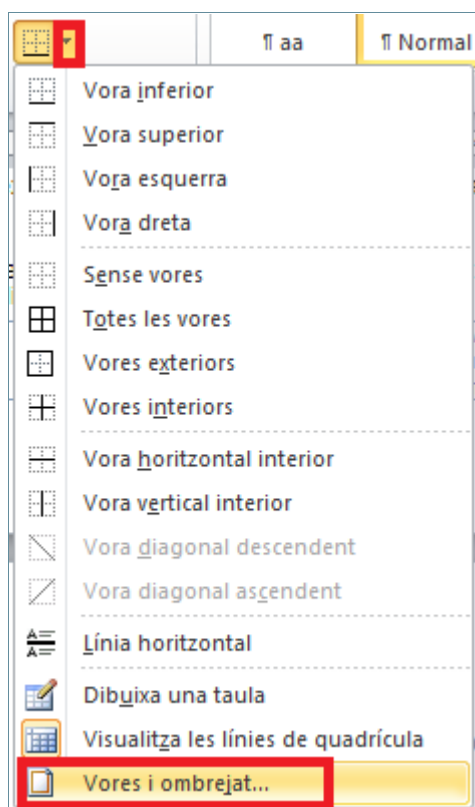 ¶ aa ¶ Normal
Vora inferior
Vora superior
Vora esquerra
Vora dreta
Sense vores
Totes les vores
Vores exteriors
Vores interiors
Vora horitzontal interior
Vora vertical interior
Vora diagonal descendent
Vora diagonal ascendent
Línia horitzontal
Dibuixa una taula
Visualitza les línies de quadrícula
Vores i ombrejat...